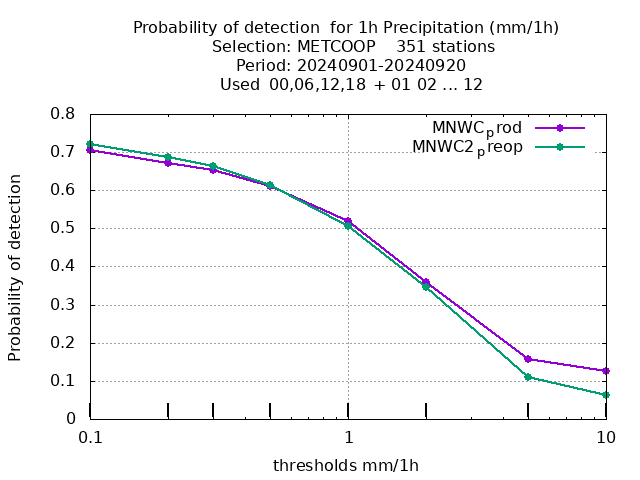 Probability of detection  for 1h Precipitation (mm/1h)
Selection: METCOOP    351 stations
Period: 20240901-20240920
Used  00,06,12,18  + 01 02 ... 12
MNWCprod
MNWC2preop
0.8
0.7
0.6
0.5
0.4
0.3
0.2
0.1
0
Probability of detection
0.1 1 10
thresholds mm/1h